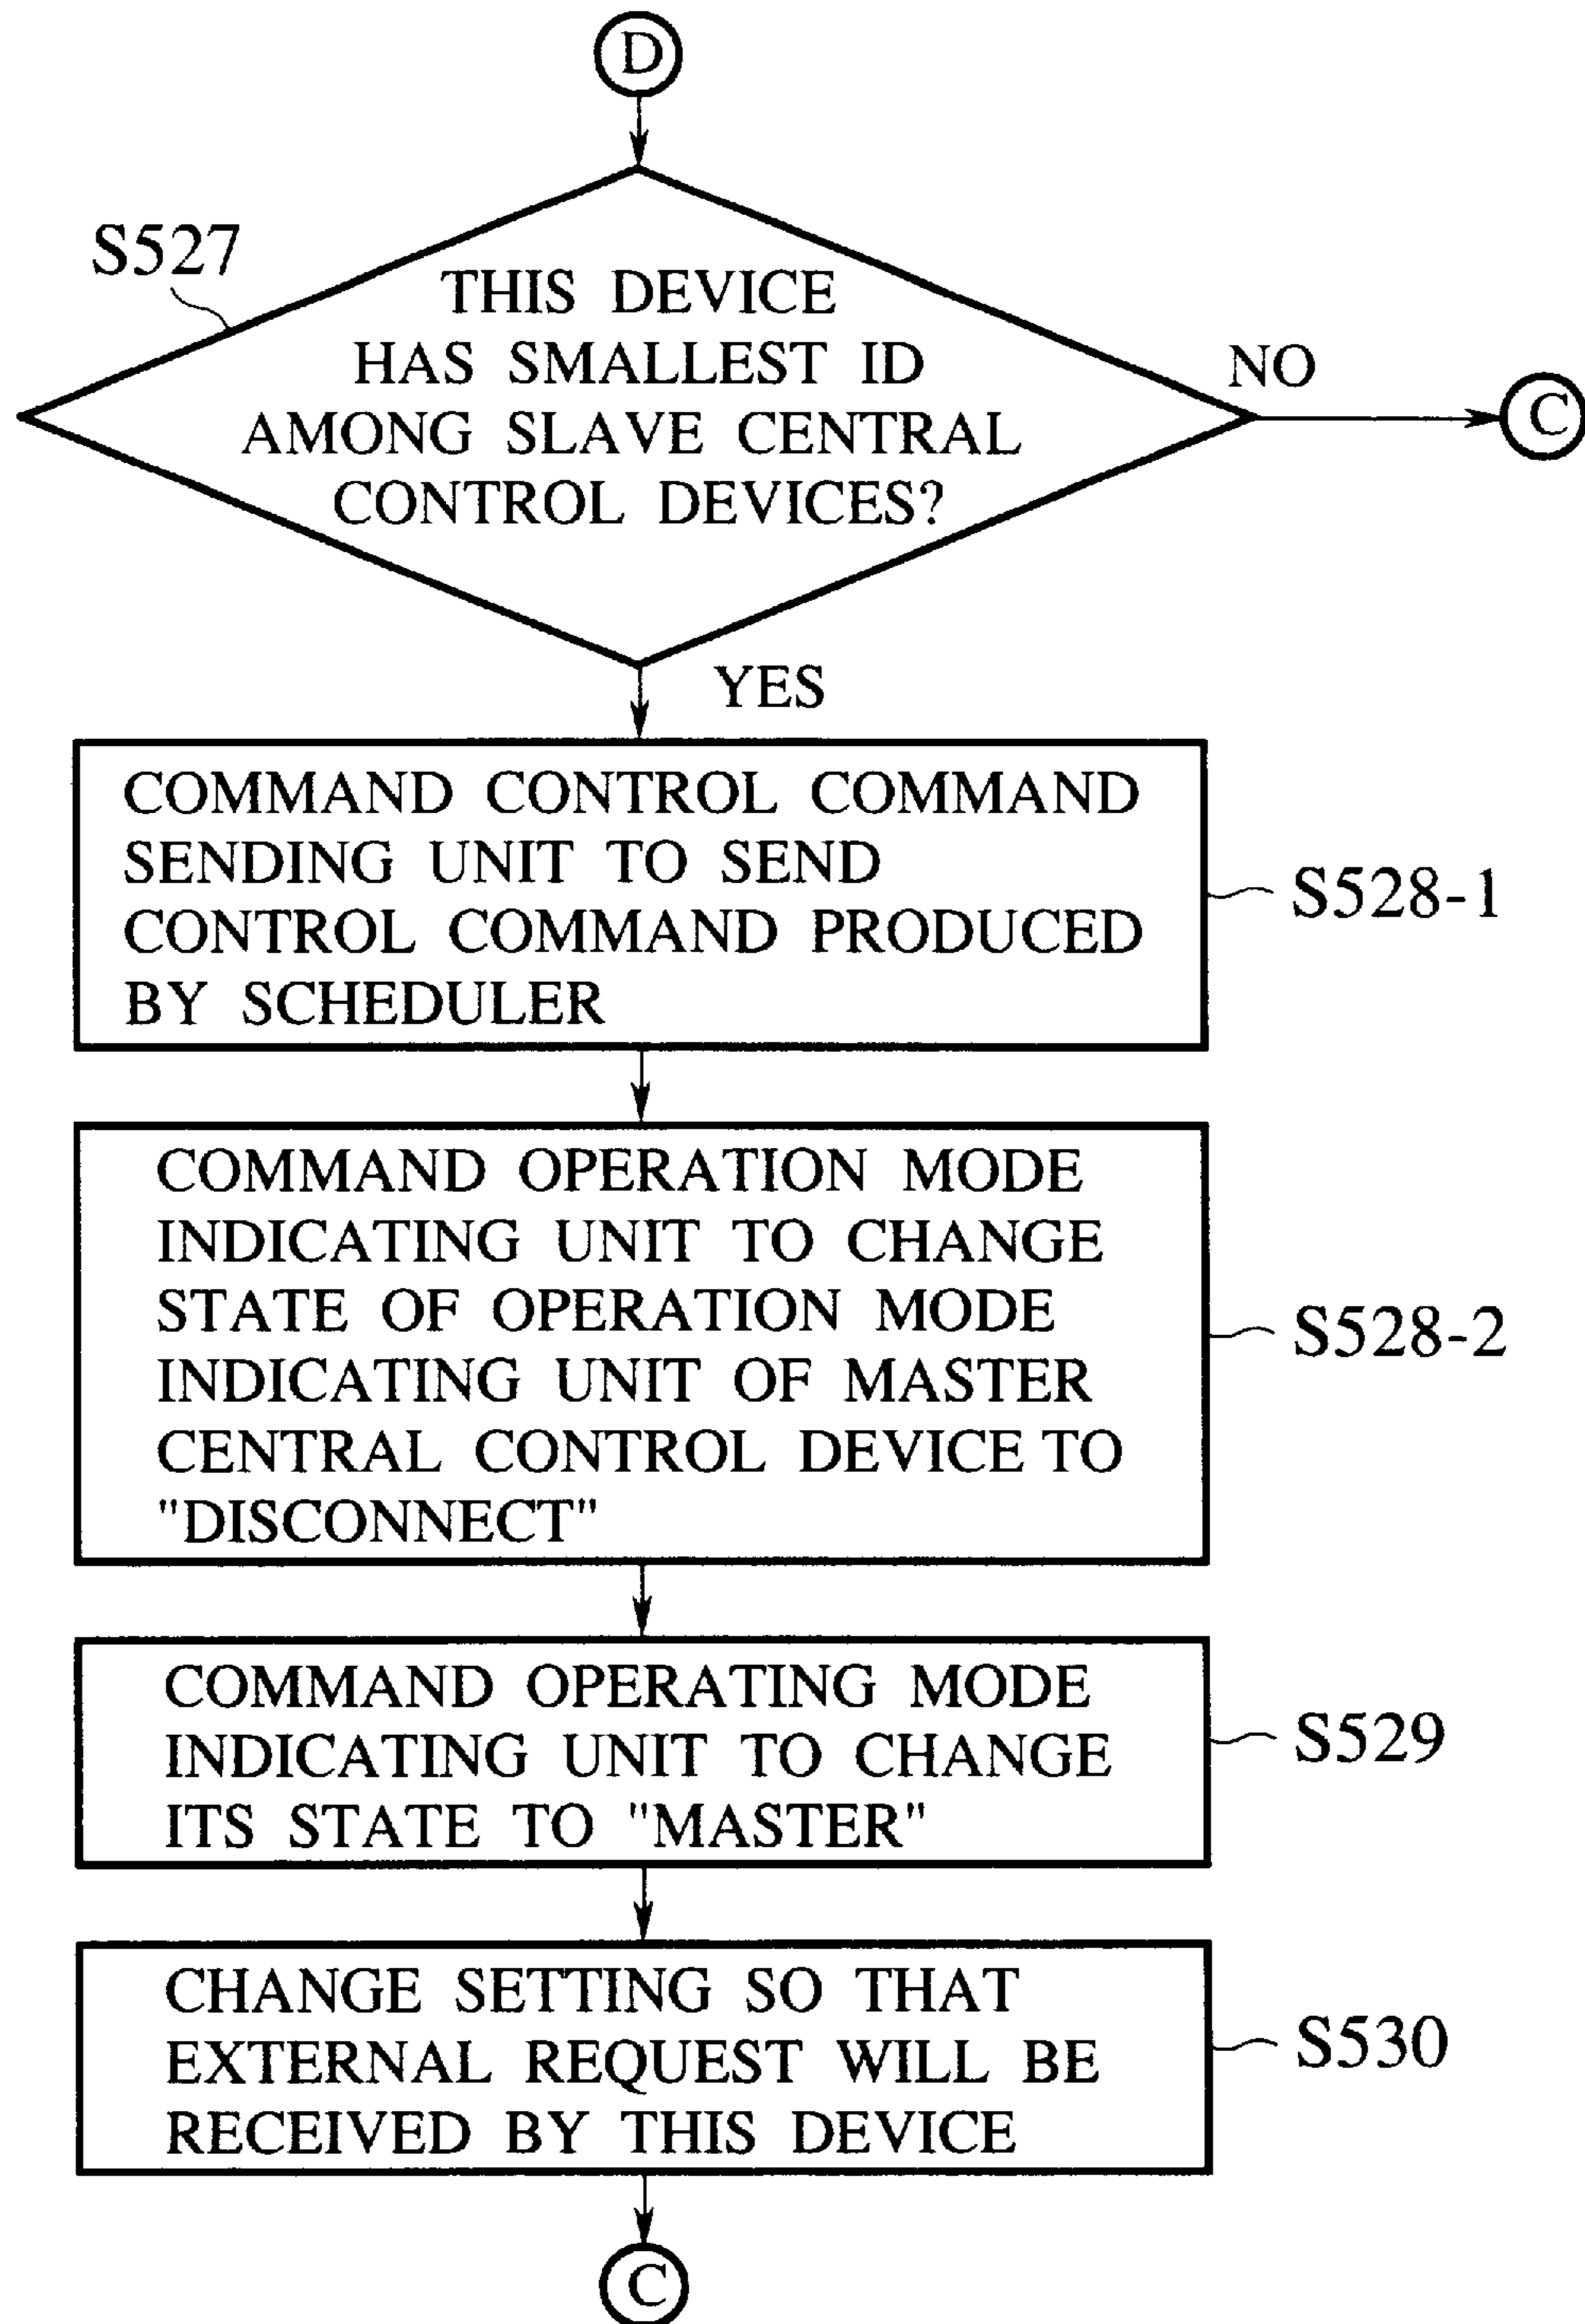 D
S527
THIS DEVICE
HAS SMALLEST ID
AMONG SLAVE CENTRAL
CONTROL DEVICES?
NO
C
YES
COMMAND CONTROL COMMAND
SENDING UNIT TO SEND
CONTROL COMMAND PRODUCED
BY SCHEDULER
S528-1
COMMAND OPERATION MODE
INDICATING UNIT TO CHANGE
STATE OF OPERATION MODE
INDICATING UNIT OF MASTER
CENTRAL CONTROL DEVICE TO
"DISCONNECT"
S528-2
COMMAND OPERATING MODE
INDICATING UNIT TO CHANGE
ITS STATE TO "MASTER"
S529
CHANGE SETTING SO THAT
EXTERNAL REQUEST WILL BE
RECEIVED BY THIS DEVICE
S530
C